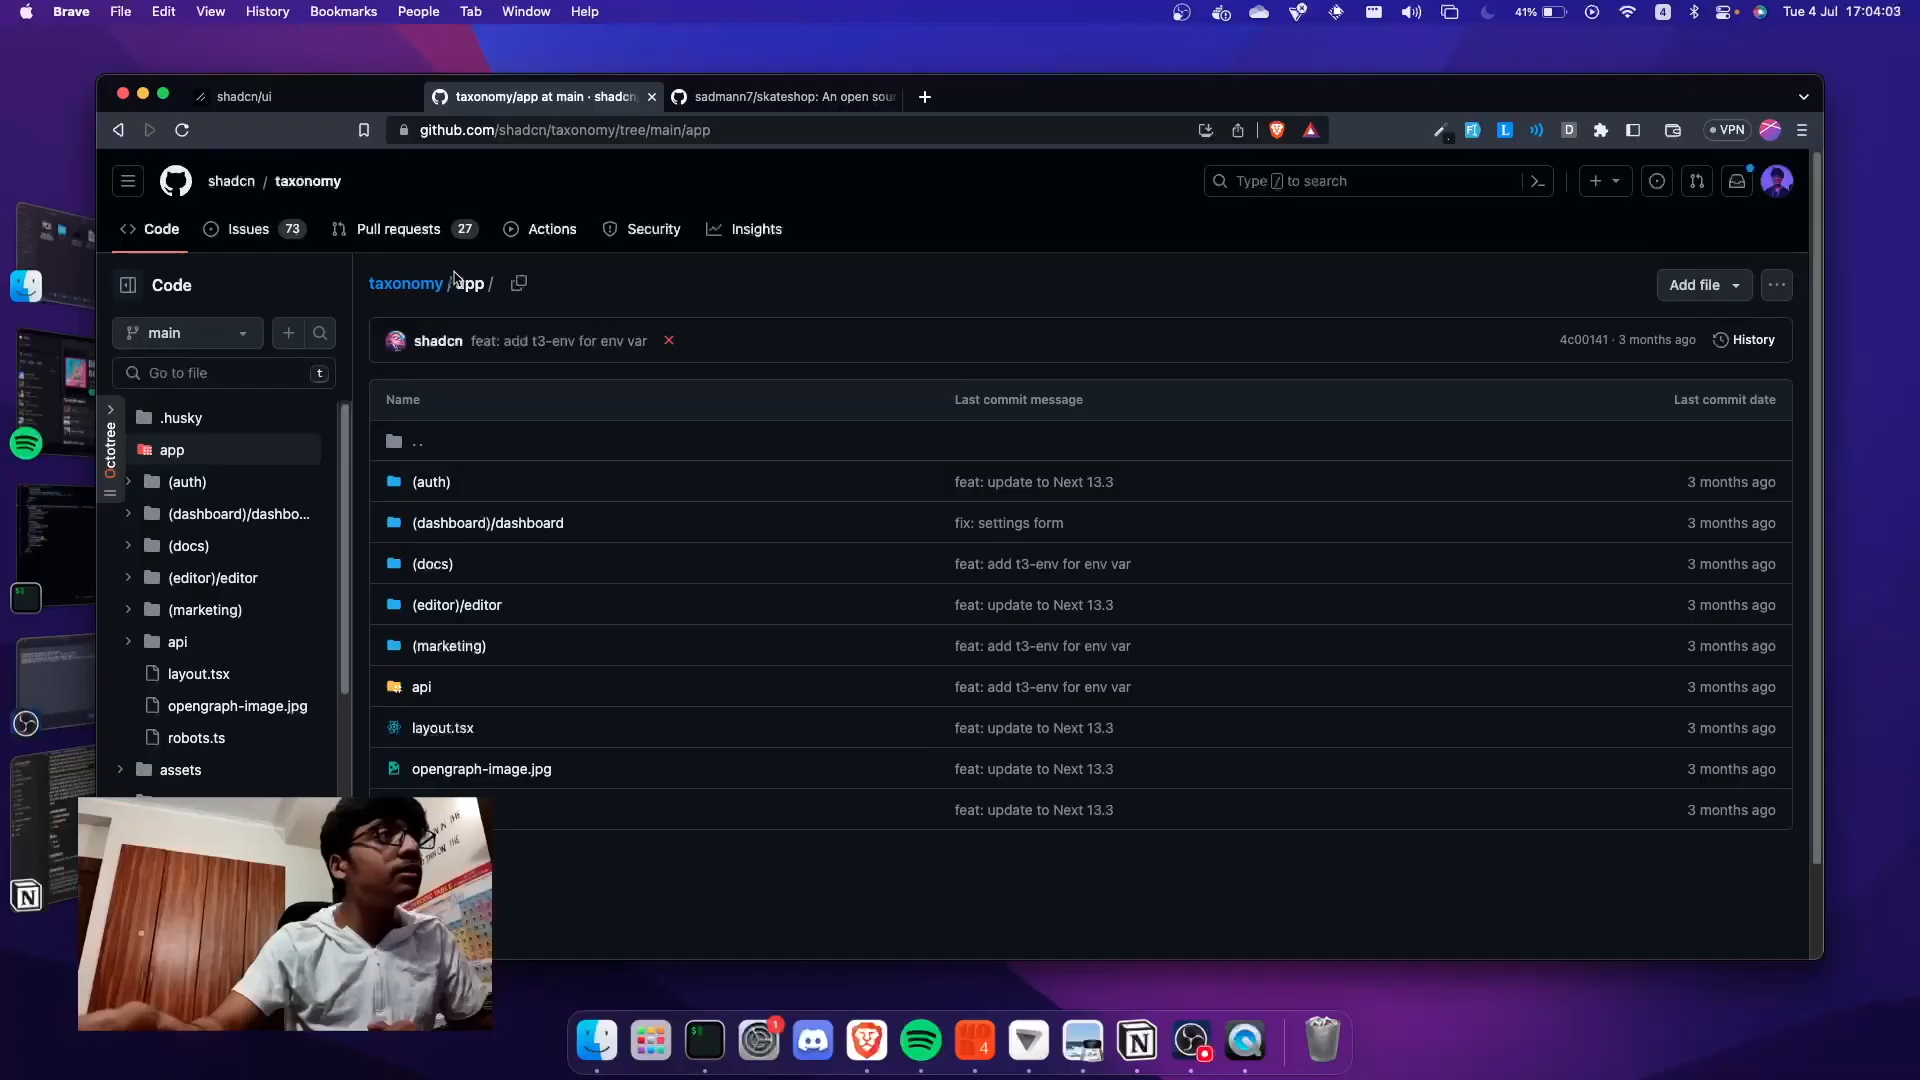 Brave File Edit View History Bookmarks People Tab Window Help 41% 4 Tue 4 Jul 17:04:03
shadcn/ui taxonomy/app at main · shadcn sadmann7/skateshop: An open sour
github.com/shadcn/taxonomy/tree/main/app L D VPN
shadcn / taxonomy Type / to search
Code Issues 73 Pull requests 27 Actions Security Insights
Code
taxonomy / app / Add file
main
shadcn feat: add t3-env for env var 4c00141 · 3 months ago History
Go to file t
Name Last commit message Last commit date
Octotree
.husky
app
(auth)
(dashboard)/dashbo...
(docs)
(editor)/editor
(marketing)
api
layout.tsx
opengraph-image.jpg
robots.ts
assets
..
(auth) feat: update to Next 13.3 3 months ago
(dashboard)/dashboard fix: settings form 3 months ago
(docs) feat: add t3-env for env var 3 months ago
(editor)/editor feat: update to Next 13.3 3 months ago
(marketing) feat: add t3-env for env var 3 months ago
api feat: add t3-env for env var 3 months ago
layout.tsx feat: update to Next 13.3 3 months ago
opengraph-image.jpg feat: update to Next 13.3 3 months ago
feat: update to Next 13.3 3 months ago
1
4